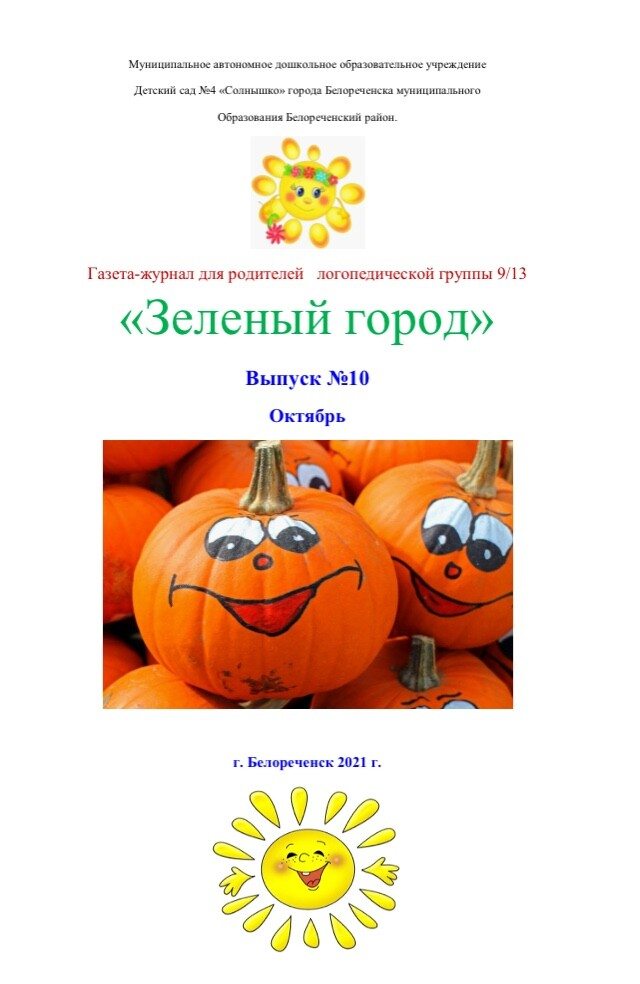 Муниципальное автономное дошкольное образовательное учреждение
Детский сад №4 «Солнышко» города Белореченска муниципального
Образования Белореченский район.
Газета-журнал для родителей логопедической группы 9/13
«Зеленый город»
Выпуск №10
Октябрь
г. Белореченск 2021 г.